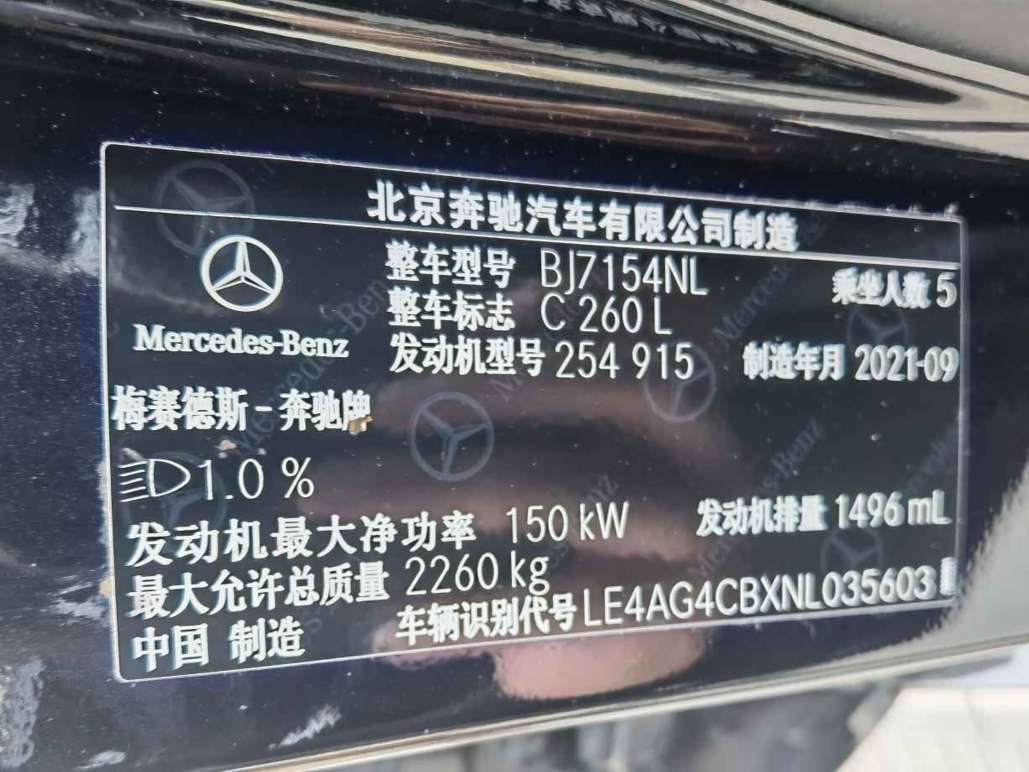 北京奔驰汽车有限公司制造
整车型号 BJ7154NL 乘坐人数 5
整车标志 C 260 L
发动机型号 254 915 制造年月 2021-09
Mercedes-Benz
梅赛德斯-奔驰牌
1.0 %
发动机最大净功率 150 kW 发动机排量 1496 mL
最大允许总质量 2260 kg
中国 制造 车辆识别代号 LE4AG4CBXNL035603